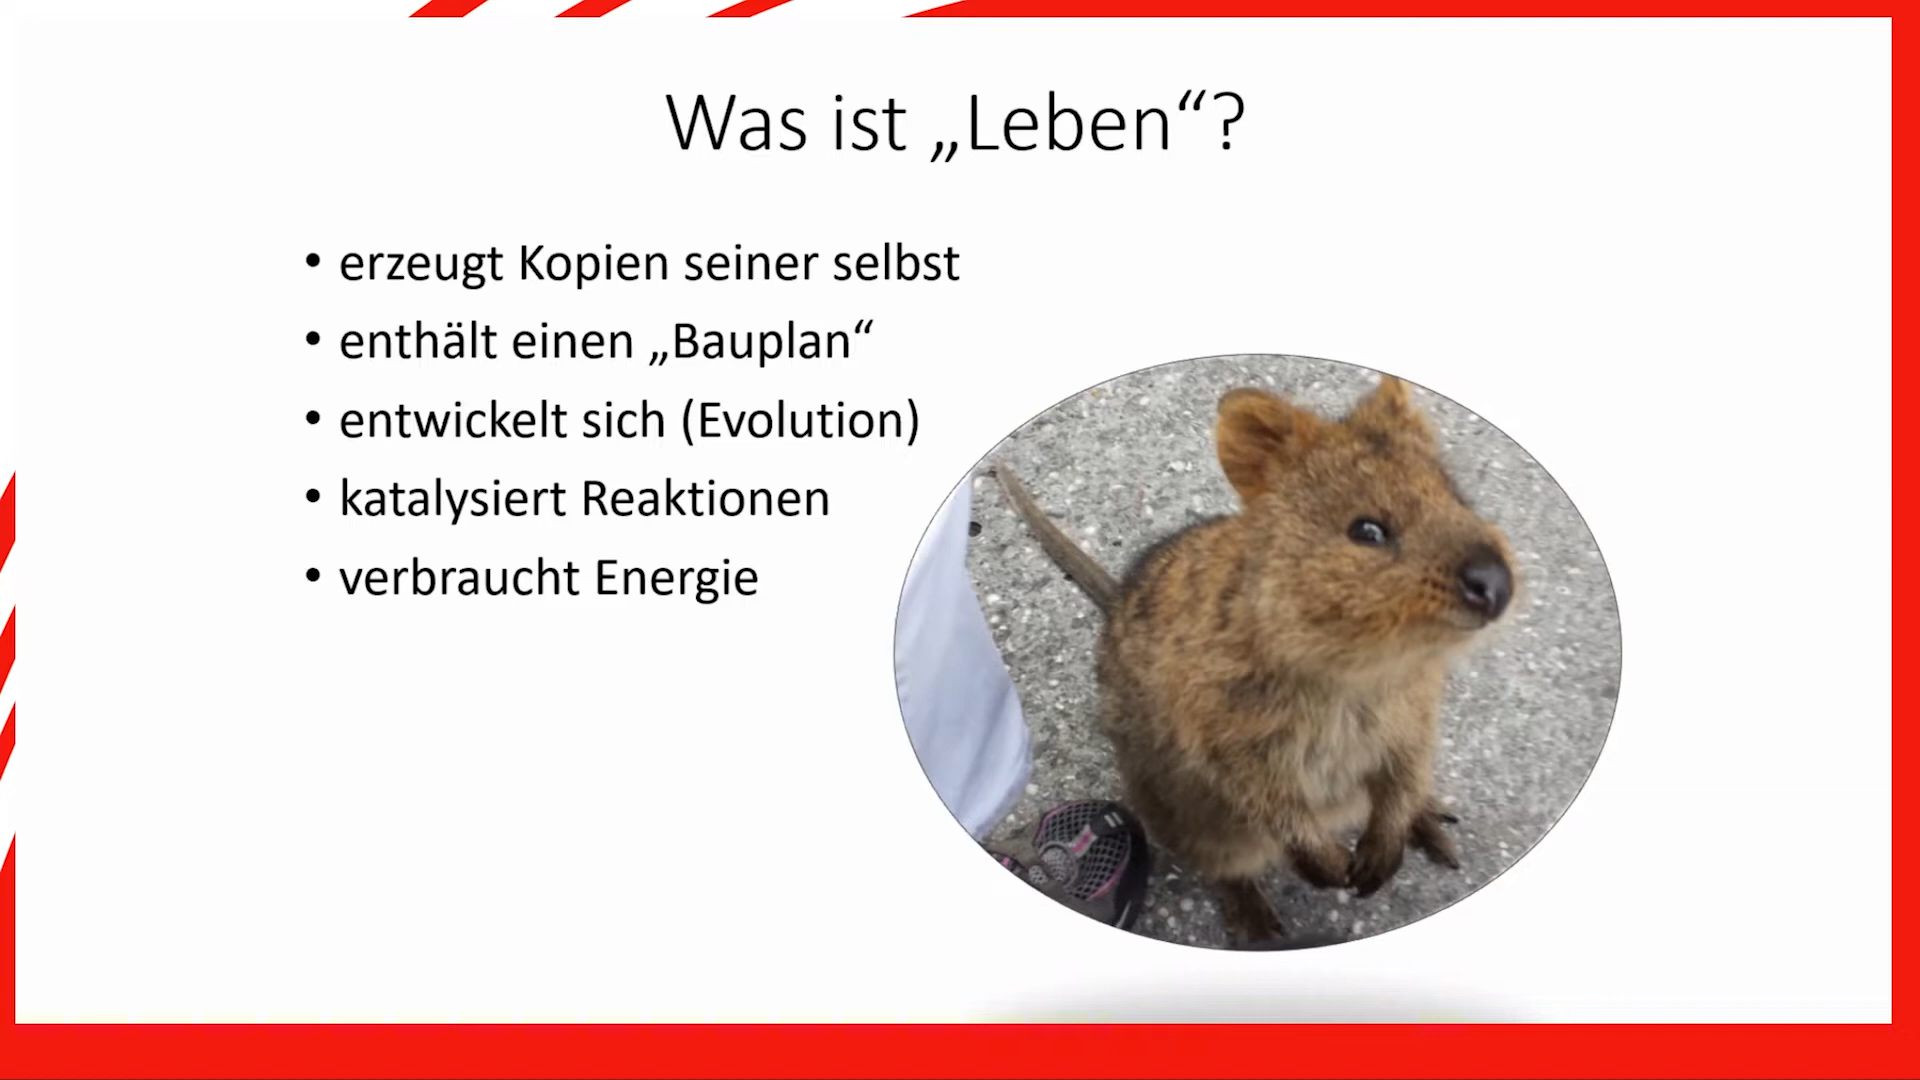 Was ist „Leben“?
• erzeugt Kopien seiner selbst
• enthält einen „Bauplan“
• entwickelt sich (Evolution)
• katalysiert Reaktionen
• verbraucht Energie